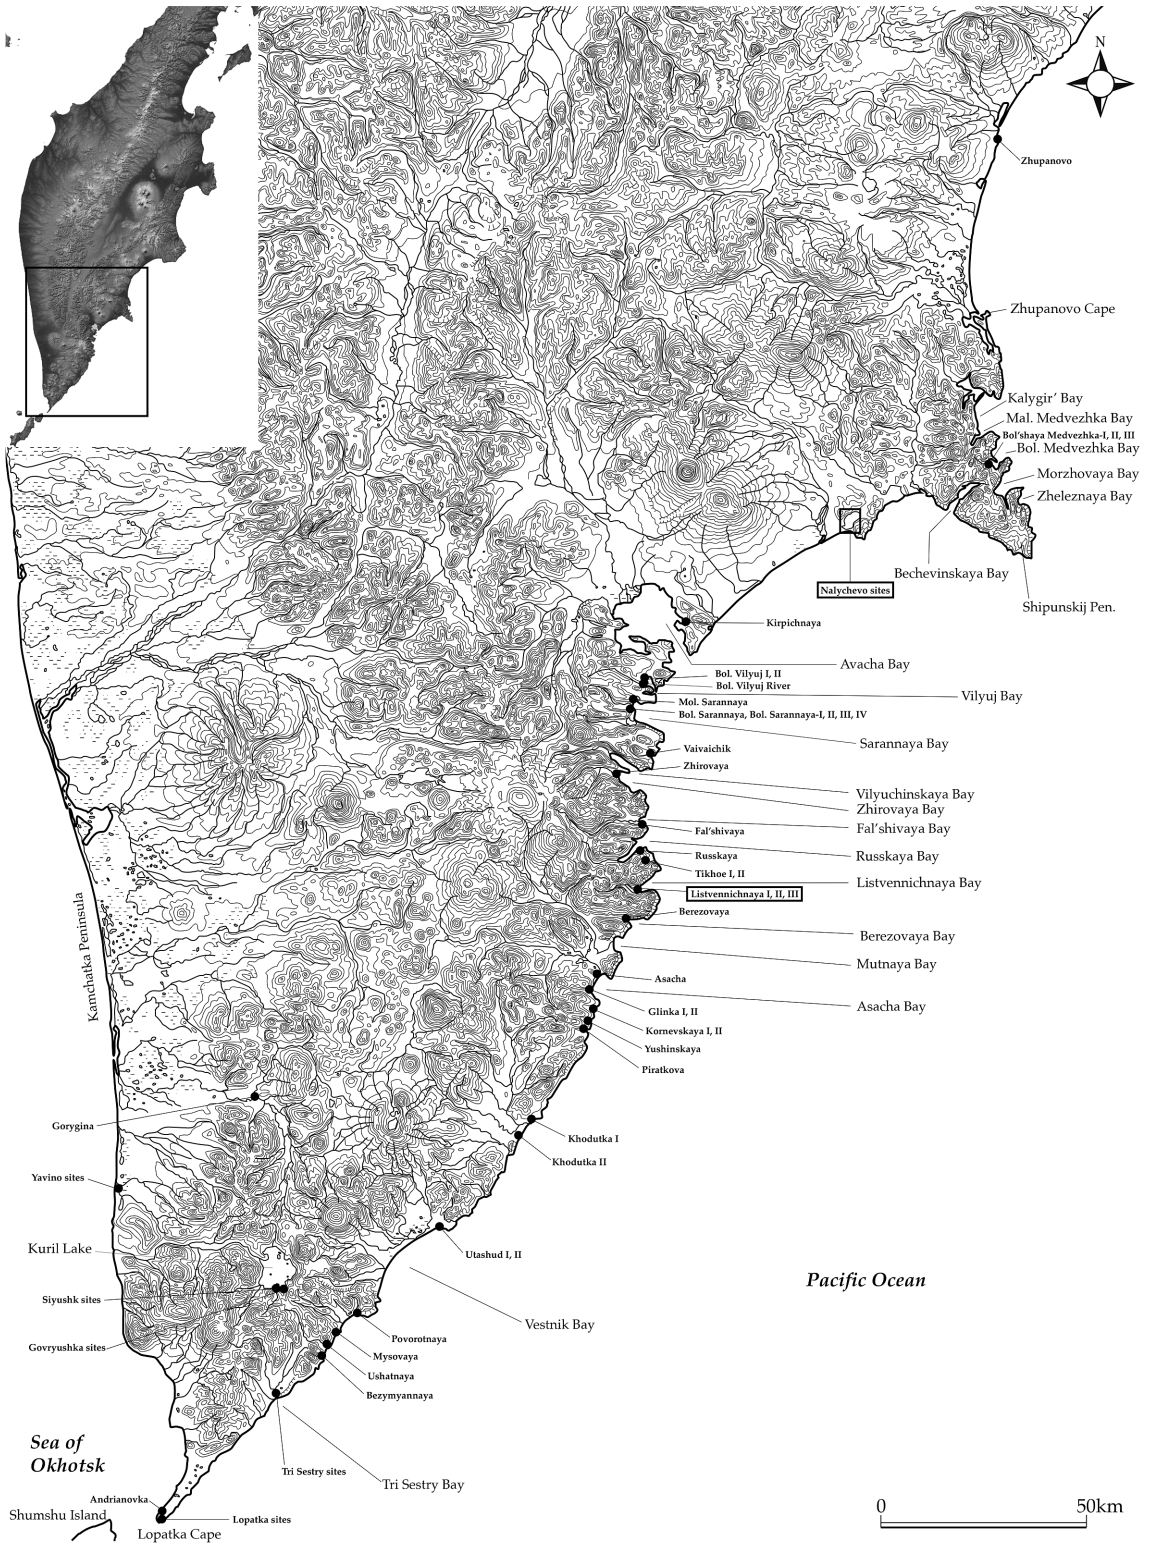 N
Zhupanovo
Zhupanovo Cape
Kalygir' Bay
Mal. Medvezhka Bay
Bol'shaya Medvezhka-I, II, III
Bol. Medvezhka Bay
Morzhovaya Bay
Zheleznaya Bay
Bechevinskaya Bay
Nalychevo sites
Shipunskij Pen.
Kirpichnaya
Avacha Bay
Bol. Vilyuj I, II
Bol. Vilyuj River
Vilyuj Bay
Mol. Sarannaya
Bol. Sarannaya, Bol. Sarannaya-I, II, III, IV
Sarannaya Bay
Vaivaichik
Zhirovaya
Vilyuchinskaya Bay
Zhirovaya Bay
Fal'shivaya Bay
Fal'shivaya
Russkaya
Russkaya Bay
Tikhoe I, II
Listvennichnaya Bay
Listvennichnaya I, II, III
Berezovaya
Kamchatka Peninsula
Berezovaya Bay
Mutnaya Bay
Asacha
Asacha Bay
Glinka I, II
Kornevskaya I, II
Yushinskaya
Piratkova
Gorygina
Khodutka I
Khodutka II
Yavino sites
Kuril Lake
Utashud I, II
Pacific Ocean
Siyushk sites
Vestnik Bay
Govryushka sites
Povorotnaya
Mysovaya
Ushatnaya
Bezymyannaya
Sea of
Okhotsk
Tri Sestry sites
Tri Sestry Bay
Andrianovka
Shumshu Island
Lopatka sites
Lopatka Cape
0 50km